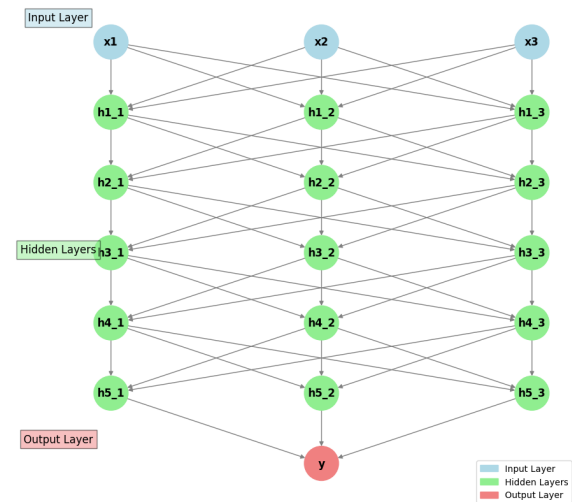 Input Layer
x1 x2 x3
h1_1 h1_2 h1_3
h2_1 h2_2 h2_3
Hidden Layers
h3_1 h3_2 h3_3
h4_1 h4_2 h4_3
h5_1 h5_2 h5_3
Output Layer
y
Input Layer
Hidden Layers
Output Layer